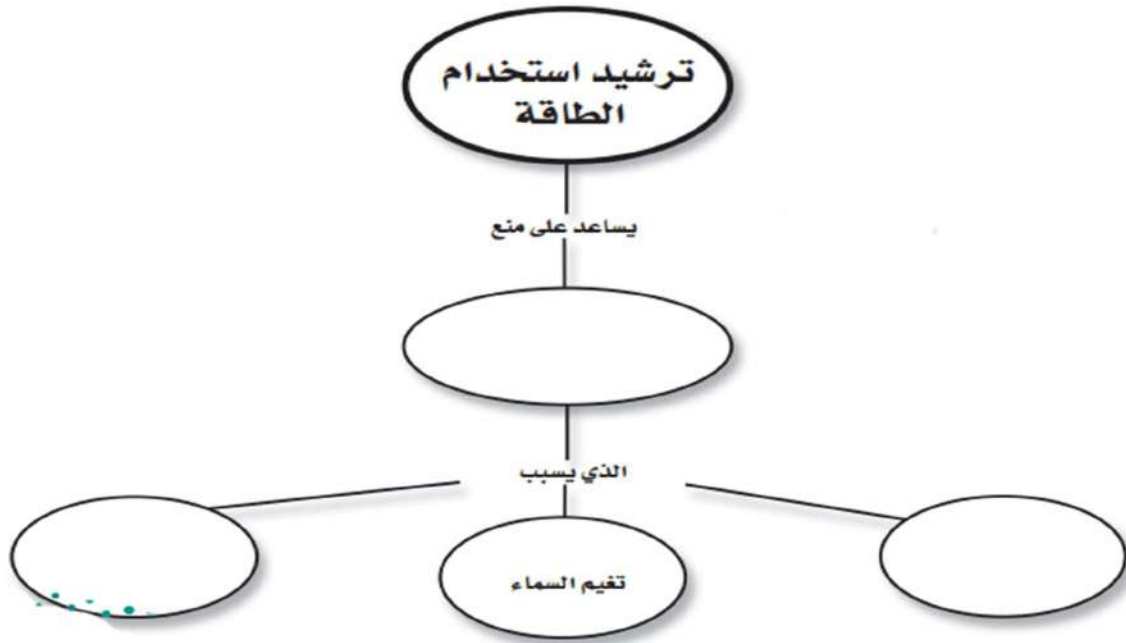 ترشيد استخدام
الطاقة
يساعد على منع
الذي يسبب
تغيم السماء